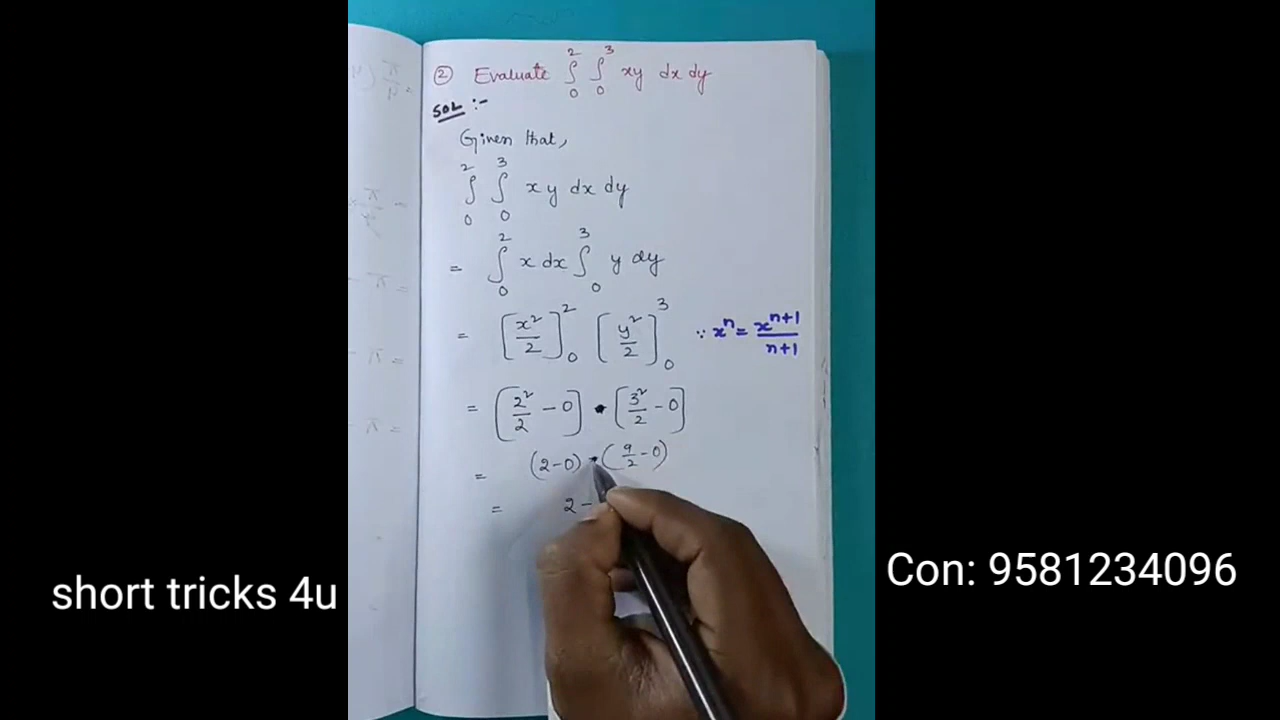 ② Evaluate ∫₀² ∫₀³ xy dx dy
SOL :-
Given that,
∫₀² ∫₀³ x y dx dy
= ∫₀² x dx ∫₀³ y dy
= [x²/2]₀² [y²/2]₀³ ∵ xⁿ = xⁿ⁺¹/n+1
= [2²/2 - 0] • [3²/2 - 0]
= (2-0) • (9/2 - 0)
= 2 -
short tricks 4u
Con: 9581234096